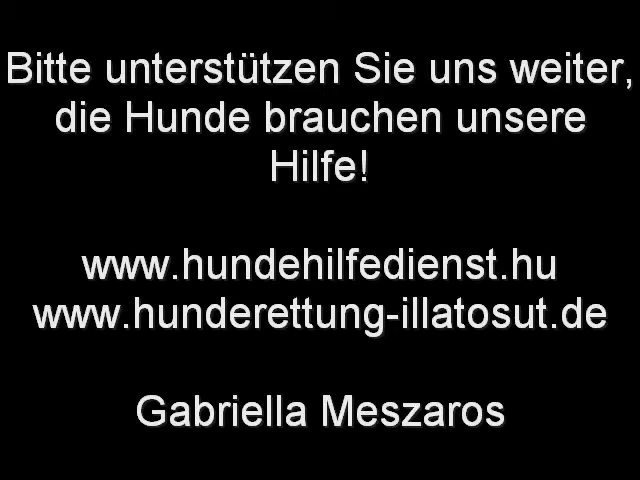 Bitte unterstützen Sie uns weiter,
die Hunde brauchen unsere
Hilfe!
www.hundehilfedienst.hu
www.hunderettung-illatosut.de
Gabriella Meszaros